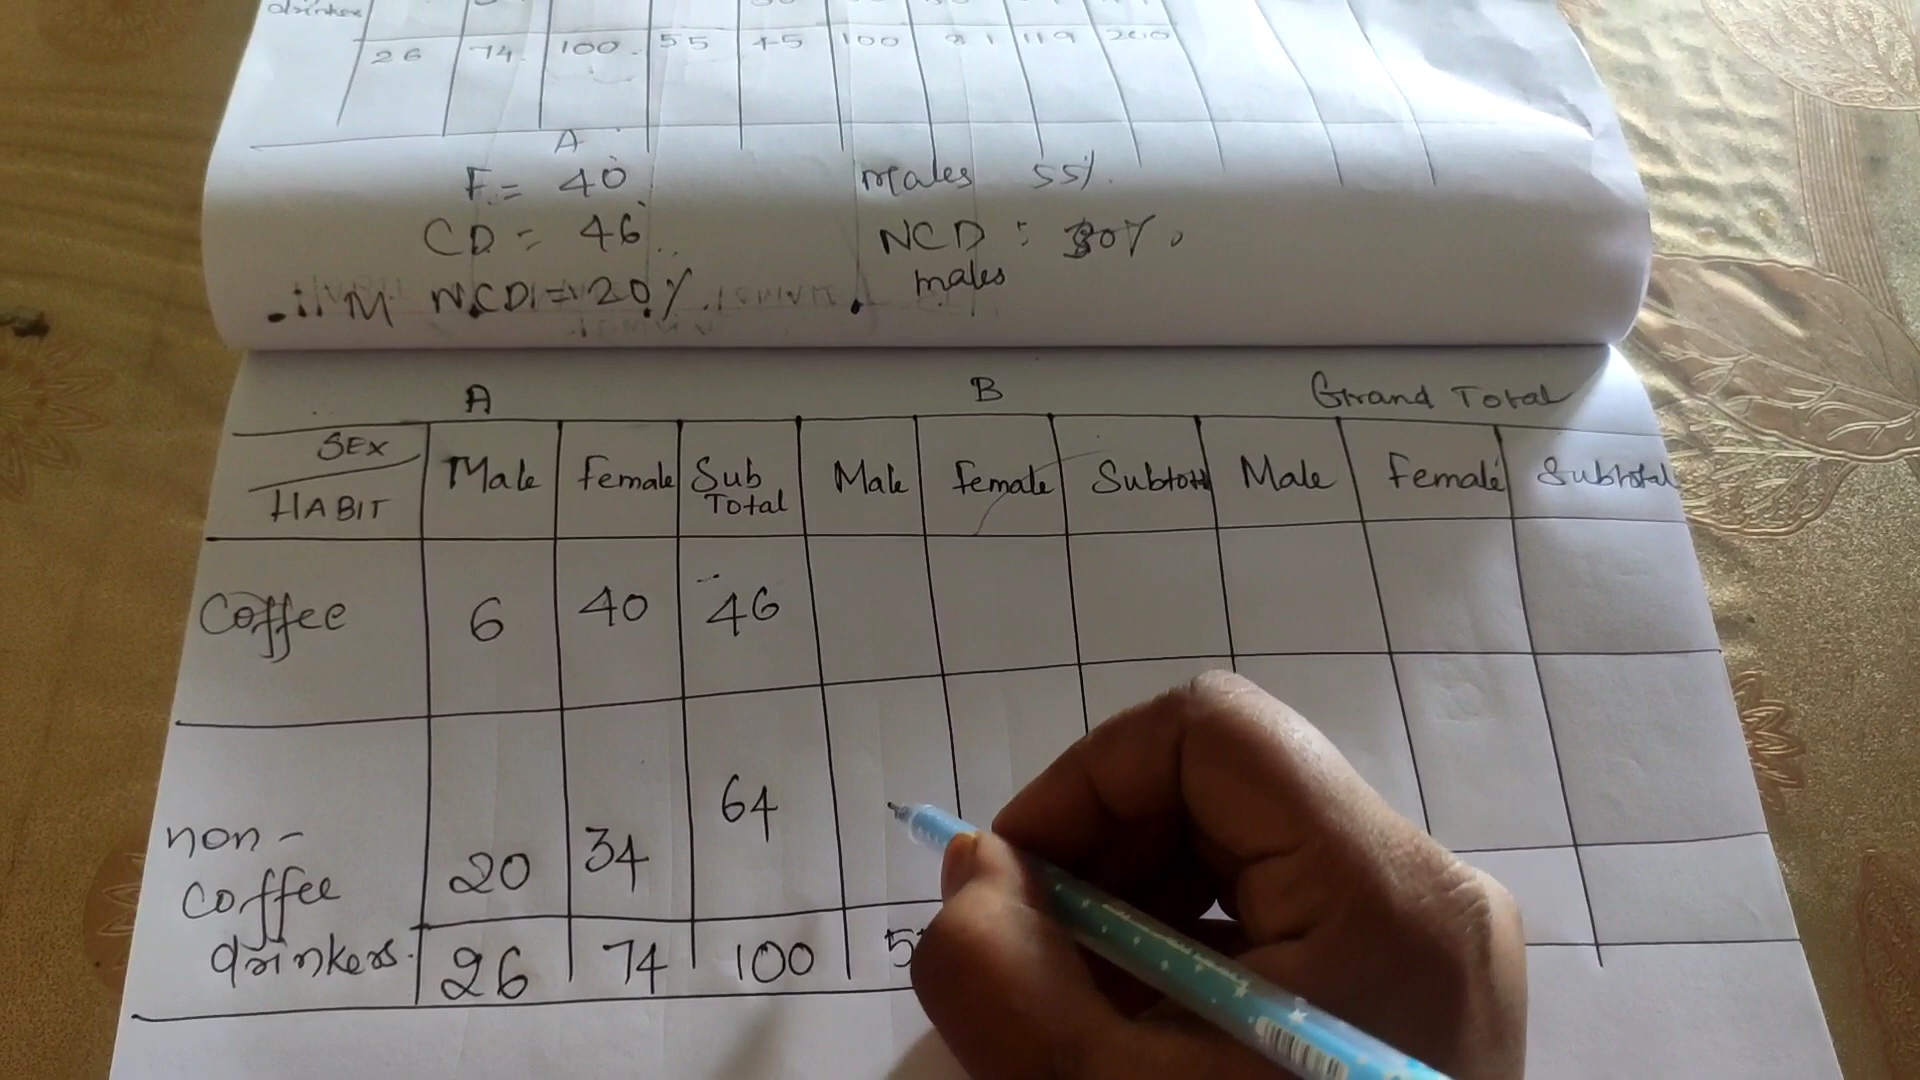 drinkers
26 74 100 55 45 100 81 119 200
A
F = 40 males 55%
CD = 46 NCD : 30%
males
M NCD = 20%
A B Grand Total
SEX
HABIT Male Female Sub Total Male Female Subtotal Male Female Subtotal
Coffee 6 40 46
non-
coffee 20 34 64
drinkers. 26 74 100